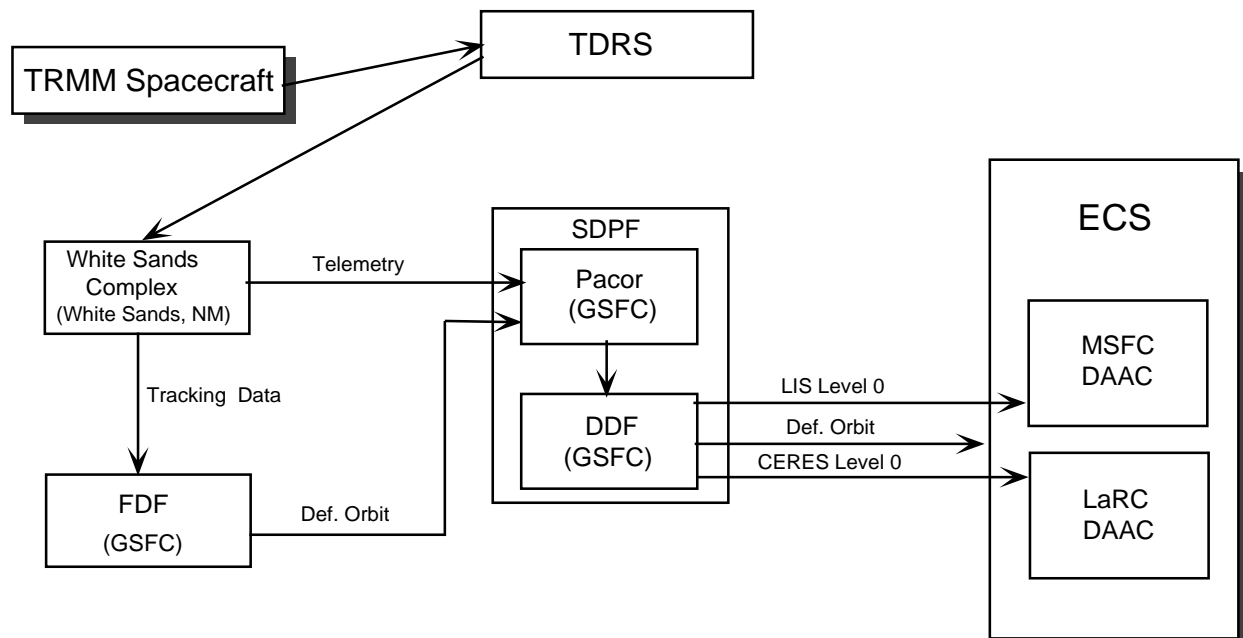 TDRS
TRMM Spacecraft
ECS
SDPF
White Sands
Complex
(White Sands, NM)
Telemetry
Pacor
(GSFC)
MSFC
DAAC
Tracking Data
LIS Level 0
DDF
(GSFC)
Def. Orbit
CERES Level 0
FDF
(GSFC)
Def. Orbit
LaRC
DAAC